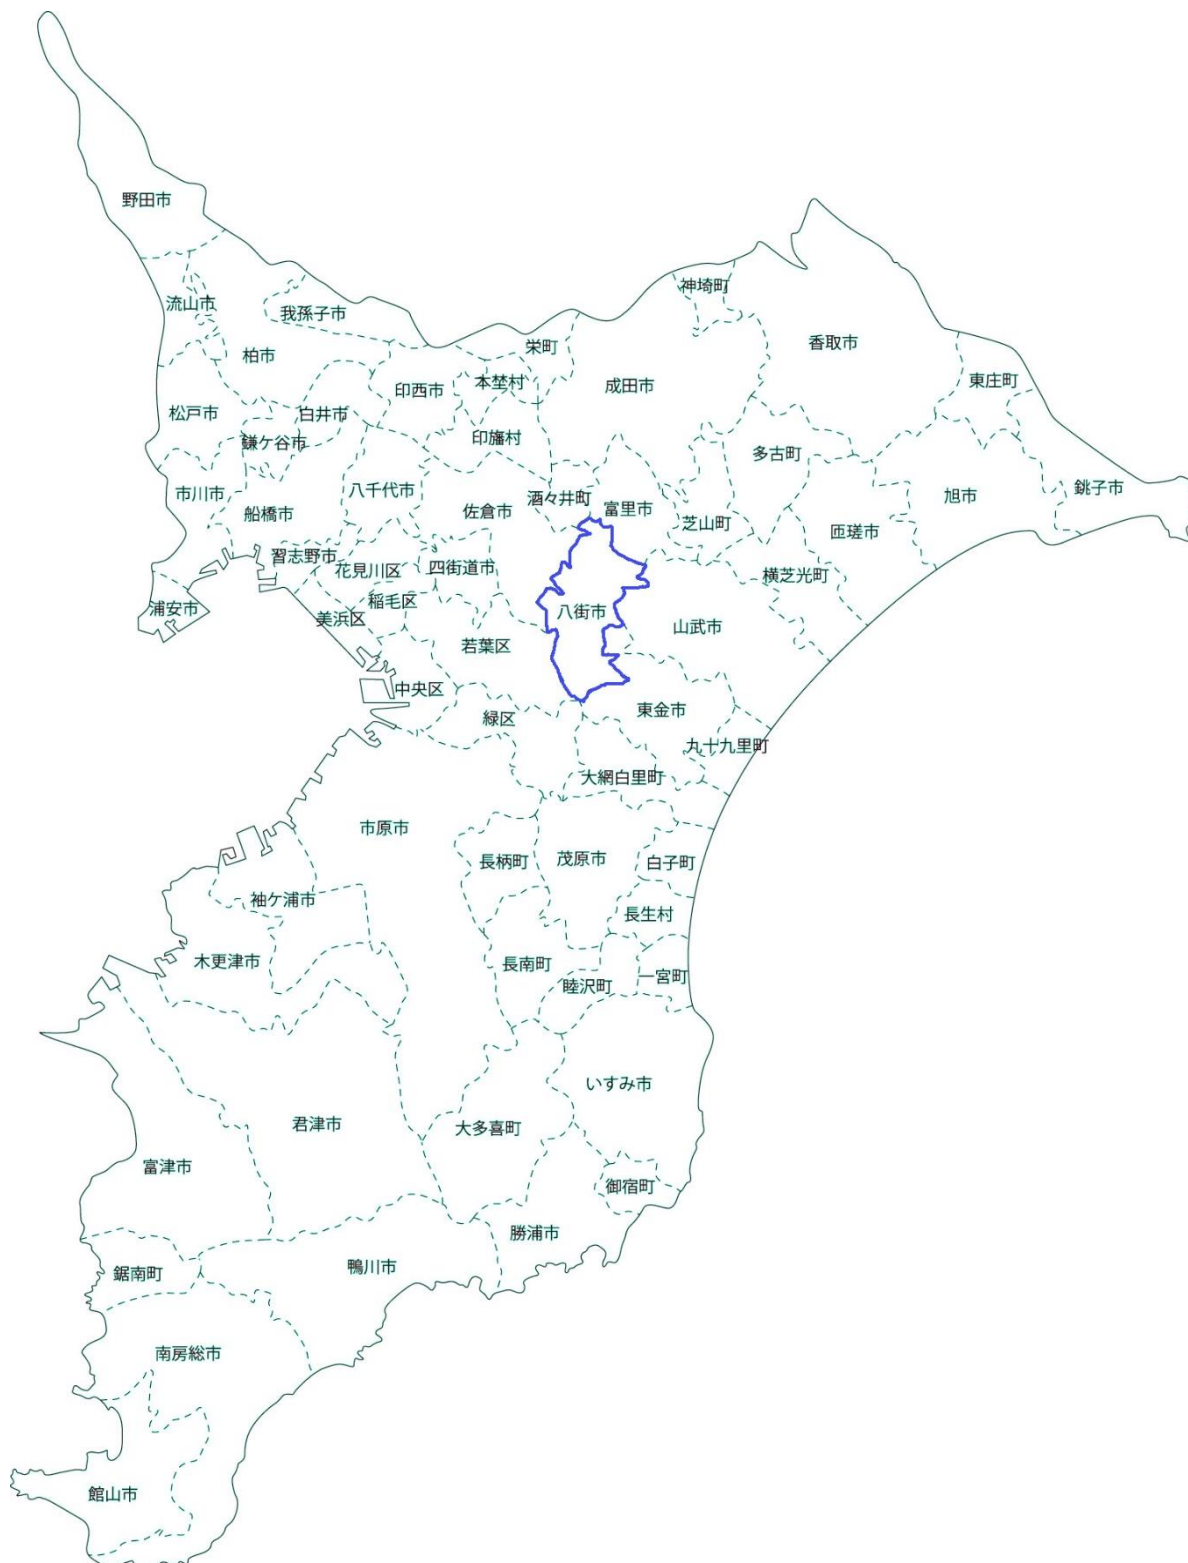 野田市
流山市
我孫子市
柏市
神埼町
香取市
栄町
成田市
東庄町
本埜村
印西市
松戸市
白井市
鎌ケ谷市
印旛村
多古町
市川市
八千代市
酒々井町
旭市
銚子市
船橋市
佐倉市
富里市
芝山町
匝瑳市
習志野市
花見川区
四街道市
横芝光町
浦安市
美浜区
稲毛区
八街市
山武市
若葉区
中央区
緑区
東金市
九十九里町
大網白里町
市原市
長柄町
茂原市
白子町
袖ケ浦市
長生村
木更津市
長南町
睦沢町
一宮町
いすみ市
君津市
大多喜町
富津市
御宿町
勝浦市
鋸南町
鴨川市
南房総市
館山市